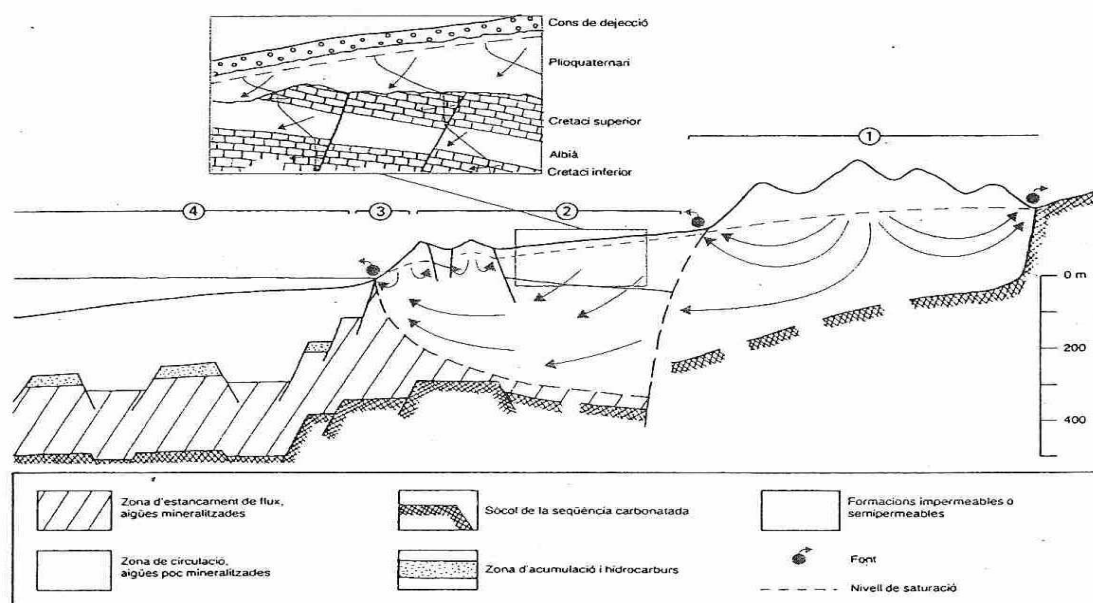 Cons de dejecció
Plioquaternari
Cretaci superior
Albià
Cretaci inferior
1
4
3
2
0 m
200
400
Zona d'estancament de flux,
aigües mineralitzades
Zona de circulació,
aigües poc mineralitzades
Sòcol de la seqüència carbonatada
Zona d'acumulació i hidrocarburs
Formacions impermeables o
semipermeables
Font
Nivell de saturació